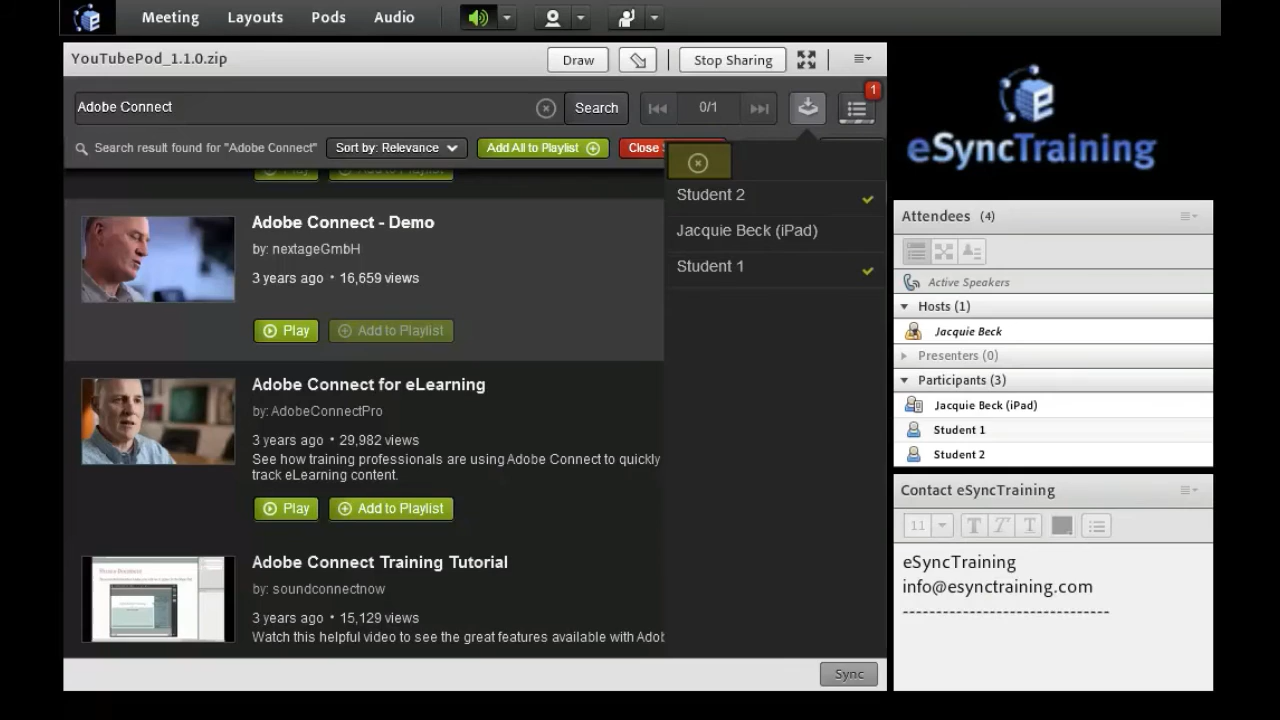 Meeting Layouts Pods Audio
YouTubePod_1.1.0.zip
Draw
Stop Sharing
Adobe Connect
Search
0/1
1
Search result found for "Adobe Connect"
Sort by: Relevance
Add All to Playlist
Close
Play
Adobe Connect - Demo
by: nextageGmbH
3 years ago • 16,659 views
Play
Add to Playlist
Adobe Connect for eLearning
by: AdobeConnectPro
3 years ago • 29,982 views
See how training professionals are using Adobe Connect to quickly
track eLearning content.
Play
Add to Playlist
Adobe Connect Training Tutorial
by: soundconnectnow
3 years ago • 15,129 views
Watch this helpful video to see the great features available with Adob
Student 2
Jacquie Beck (iPad)
Student 1
Sync
eSyncTraining
Attendees (4)
Active Speakers
Hosts (1)
Jacquie Beck
Presenters (0)
Participants (3)
Jacquie Beck (iPad)
Student 1
Student 2
Contact eSyncTraining
11
T T T
eSyncTraining
info@esynctraining.com
-------------------------------